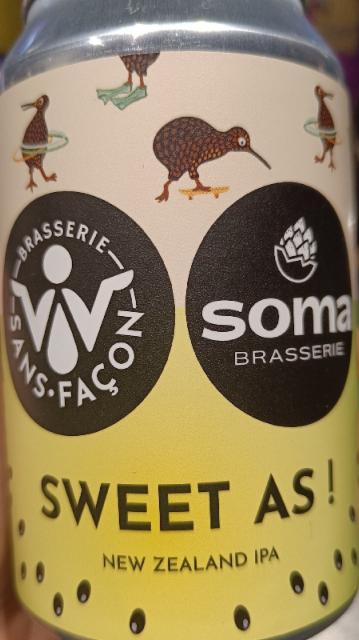 BRASSERIE
SANS·FAÇON
soma
BRASSERIE
SWEET AS!
NEW ZEALAND IPA